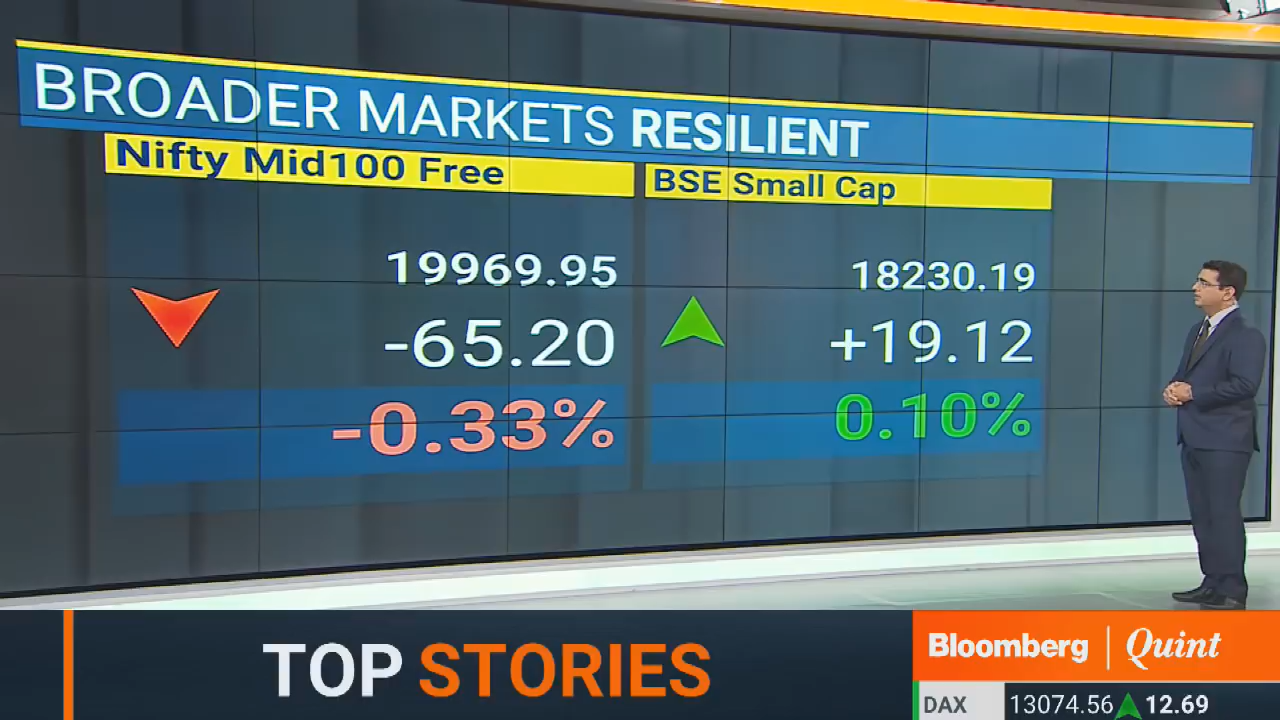 BROADER MARKETS RESILIENT
Nifty Mid100 Free
19969.95
-65.20
-0.33%
BSE Small Cap
18230.19
+19.12
0.10%
TOP STORIES
Bloomberg | Quint
DAX 13074.56 12.69